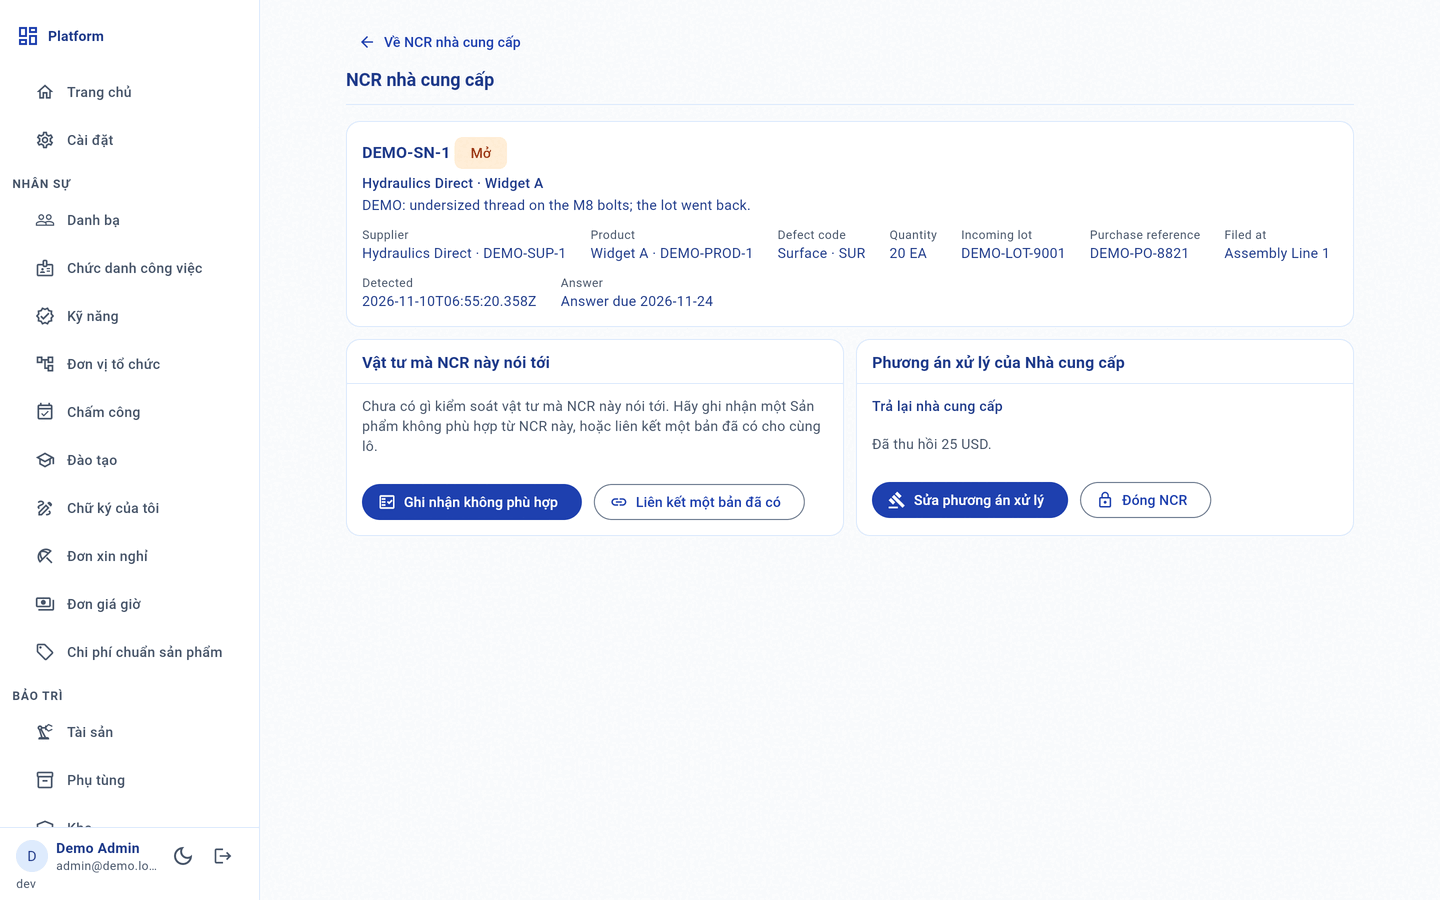 Platform
Trang chủ
Cài đặt
NHÂN SỰ
Danh bạ
Chức danh công việc
Kỹ năng
Đơn vị tổ chức
Chấm công
Đào tạo
Chữ ký của tôi
Đơn xin nghỉ
Đơn giá giờ
Chi phí chuẩn sản phẩm
BẢO TRÌ
Tài sản
Phụ tùng
Kho
D
Demo Admin
admin@demo.lo...
dev
Về NCR nhà cung cấp
NCR nhà cung cấp
DEMO-SN-1 Mở
Hydraulics Direct · Widget A
DEMO: undersized thread on the M8 bolts; the lot went back.
Supplier Product Defect code Quantity Incoming lot Purchase reference Filed at
Hydraulics Direct · DEMO-SUP-1 Widget A · DEMO-PROD-1 Surface · SUR 20 EA DEMO-LOT-9001 DEMO-PO-8821 Assembly Line 1
Detected Answer
2026-11-10T06:55:20.358Z Answer due 2026-11-24
Vật tư mà NCR này nói tới
Chưa có gì kiểm soát vật tư mà NCR này nói tới. Hãy ghi nhận một Sản
phẩm không phù hợp từ NCR này, hoặc liên kết một bản đã có cho cùng
lô.
Ghi nhận không phù hợp Liên kết một bản đã có
Phương án xử lý của Nhà cung cấp
Trả lại nhà cung cấp
Đã thu hồi 25 USD.
Sửa phương án xử lý Đóng NCR